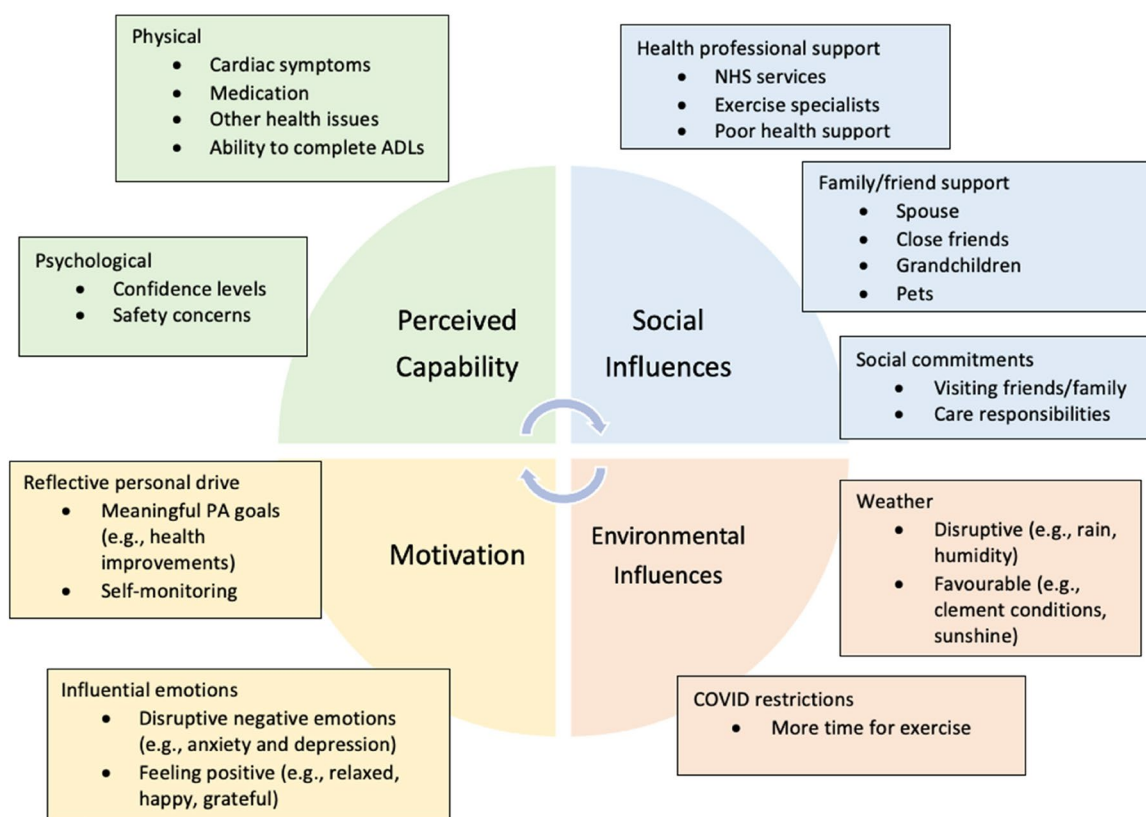 Physical
• Cardiac symptoms
• Medication
• Other health issues
• Ability to complete ADLs
Health professional support
• NHS services
• Exercise specialists
• Poor health support
Family/friend support
• Spouse
• Close friends
• Grandchildren
• Pets
Psychological
• Confidence levels
• Safety concerns
Perceived
Capability
Social
Influences
Social commitments
• Visiting friends/family
• Care responsibilities
Reflective personal drive
• Meaningful PA goals
(e.g., health
improvements)
• Self-monitoring
Motivation
Environmental
Influences
Weather
• Disruptive (e.g., rain,
humidity)
• Favourable (e.g.,
clement conditions,
sunshine)
Influential emotions
• Disruptive negative emotions
(e.g., anxiety and depression)
• Feeling positive (e.g., relaxed,
happy, grateful)
COVID restrictions
• More time for exercise